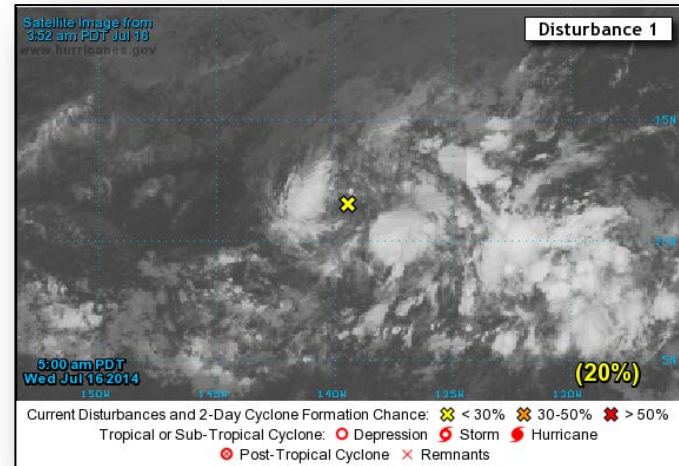 Satellite Image from
3:52 am PDT Jul 16
www.hurricanes.gov
Disturbance 1
15N
10N
5N
5:00 am PDT
Wed Jul 16 2014
(20%)
150W 145W 140W 135W 130W
Current Disturbances and 2-Day Cyclone Formation Chance: < 30% 30-50% > 50%
Tropical or Sub-Tropical Cyclone: Depression Storm Hurricane
Post-Tropical Cyclone Remnants